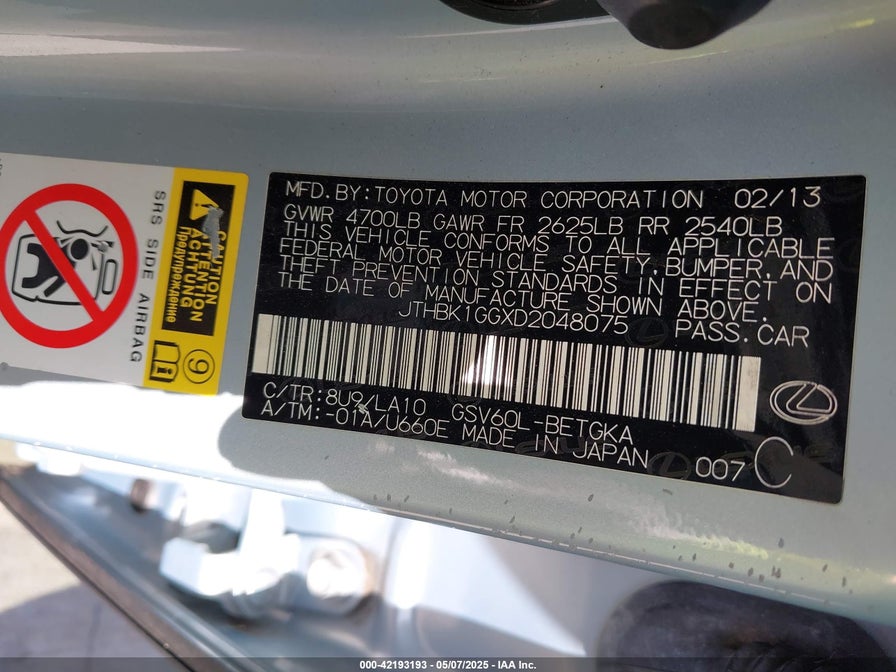 SRS SIDE AIRBAG
CAUTION
ATTENTION
ACHTUNG
Предупреждение
9
MFD.BY:TOYOTA MOTOR CORPORATION 02/13
GVWR 4700LB GAWR FR 2625LB RR 2540LB
THIS VEHICLE CONFORMS TO ALL APPLICABLE
FEDERAL MOTOR VEHICLE SAFETY,BUMPER,AND
THEFT PREVENTION STANDARDS IN EFFECT ON
THE DATE OF MANUFACTURE SHOWN ABOVE.
JTHBK1GGXD2048075 PASS.CAR
C/TR:8U9/LA10 GSV60L-BETGKA
A/TM:-01A/U660E MADE IN JAPAN 007 C
000-42193193 - 05/07/2025 - IAA Inc.